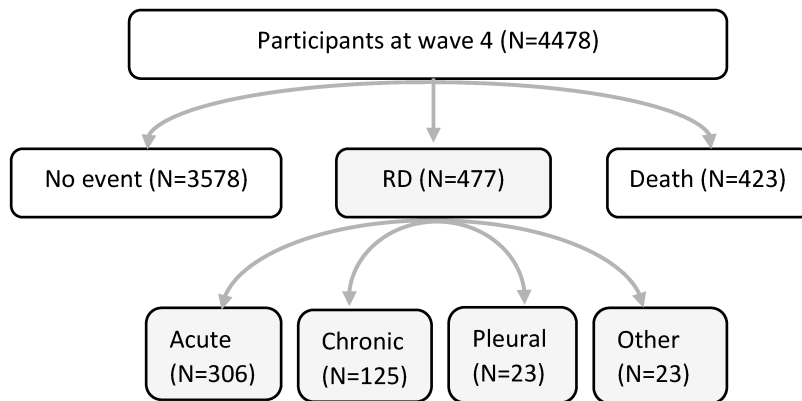 Participants at wave 4 (N=4478)
No event (N=3578)
RD (N=477)
Death (N=423)
Acute
(N=306)
Chronic
(N=125)
Pleural
(N=23)
Other
(N=23)